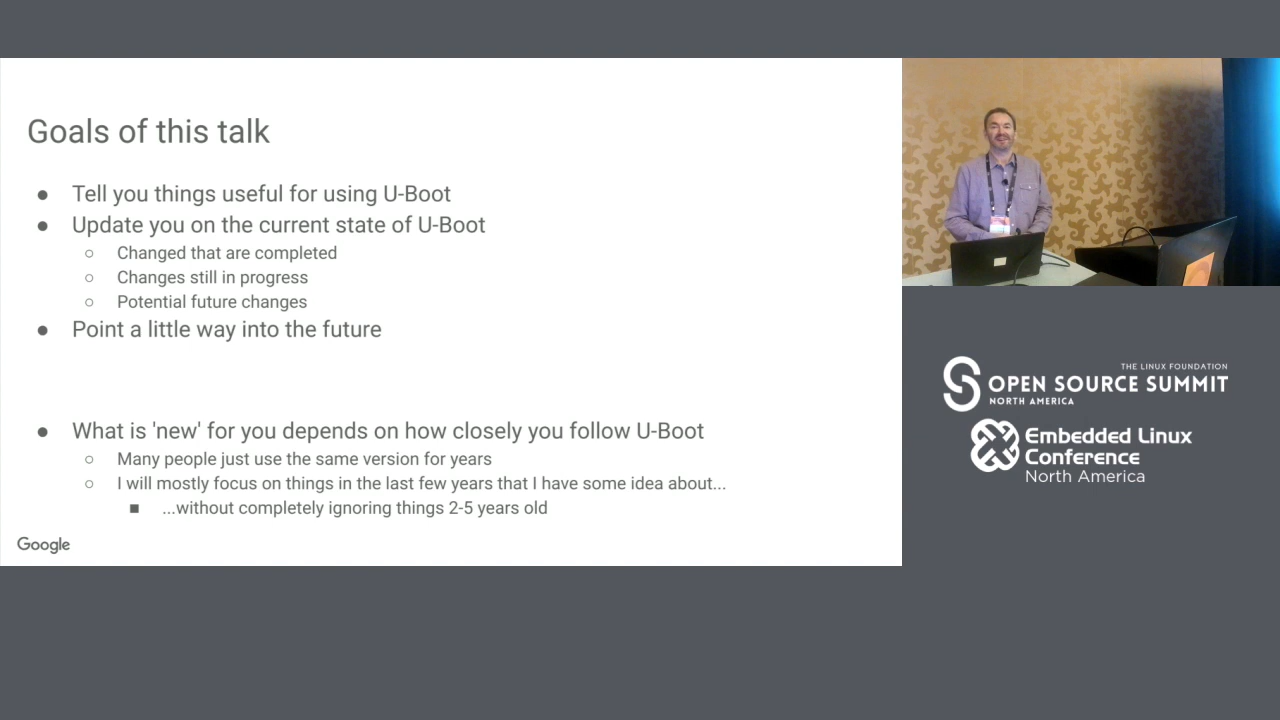 Goals of this talk
● Tell you things useful for using U-Boot
● Update you on the current state of U-Boot
○ Changed that are completed
○ Changes still in progress
○ Potential future changes
● Point a little way into the future
● What is 'new' for you depends on how closely you follow U-Boot
○ Many people just use the same version for years
○ I will mostly focus on things in the last few years that I have some idea about...
■ ...without completely ignoring things 2-5 years old
Google
THE LINUX FOUNDATION
OPEN SOURCE SUMMIT
NORTH AMERICA
Embedded Linux
Conference
North America